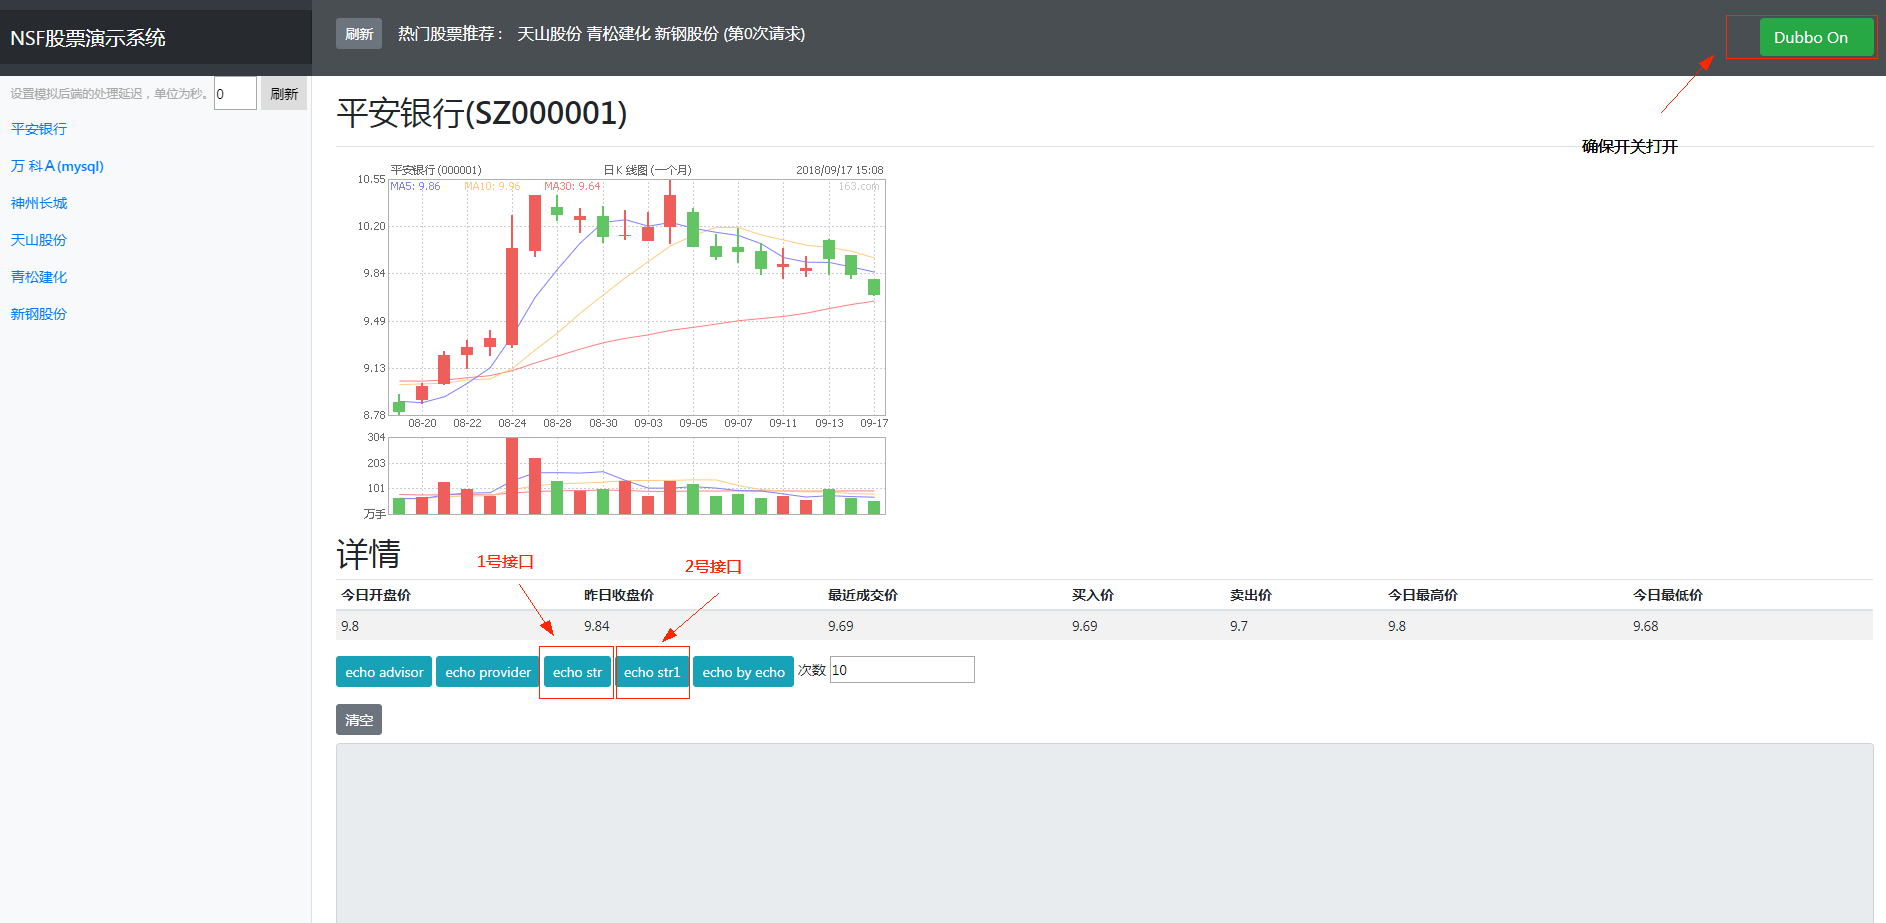 NSF股票演示系统
刷新 热门股票推荐： 天山股份 青松建化 新钢股份 (第0次请求)
Dubbo On
设置模拟后端的处理延迟，单位为秒。 0 刷新
平安银行
万 科Ａ(mysql)
神州长城
天山股份
青松建化
新钢股份
确保开关打开
平安银行(SZ000001)
平安银行 (000001) 日Ｋ线图 (一个月) 2018/09/17 15:08
MA5: 9.86 MA10: 9.96 MA30: 9.64 163.com
10.55
10.20
9.84
9.49
9.13
8.78
08-20 08-22 08-24 08-28 08-30 09-03 09-05 09-07 09-11 09-13 09-17
304
203
101
万手
详情
1号接口
2号接口
今日开盘价 昨日收盘价 最近成交价 买入价 卖出价 今日最高价 今日最低价
9.8 9.84 9.69 9.69 9.7 9.8 9.68
echo advisor echo provider echo str echo str1 echo by echo 次数 10
清空